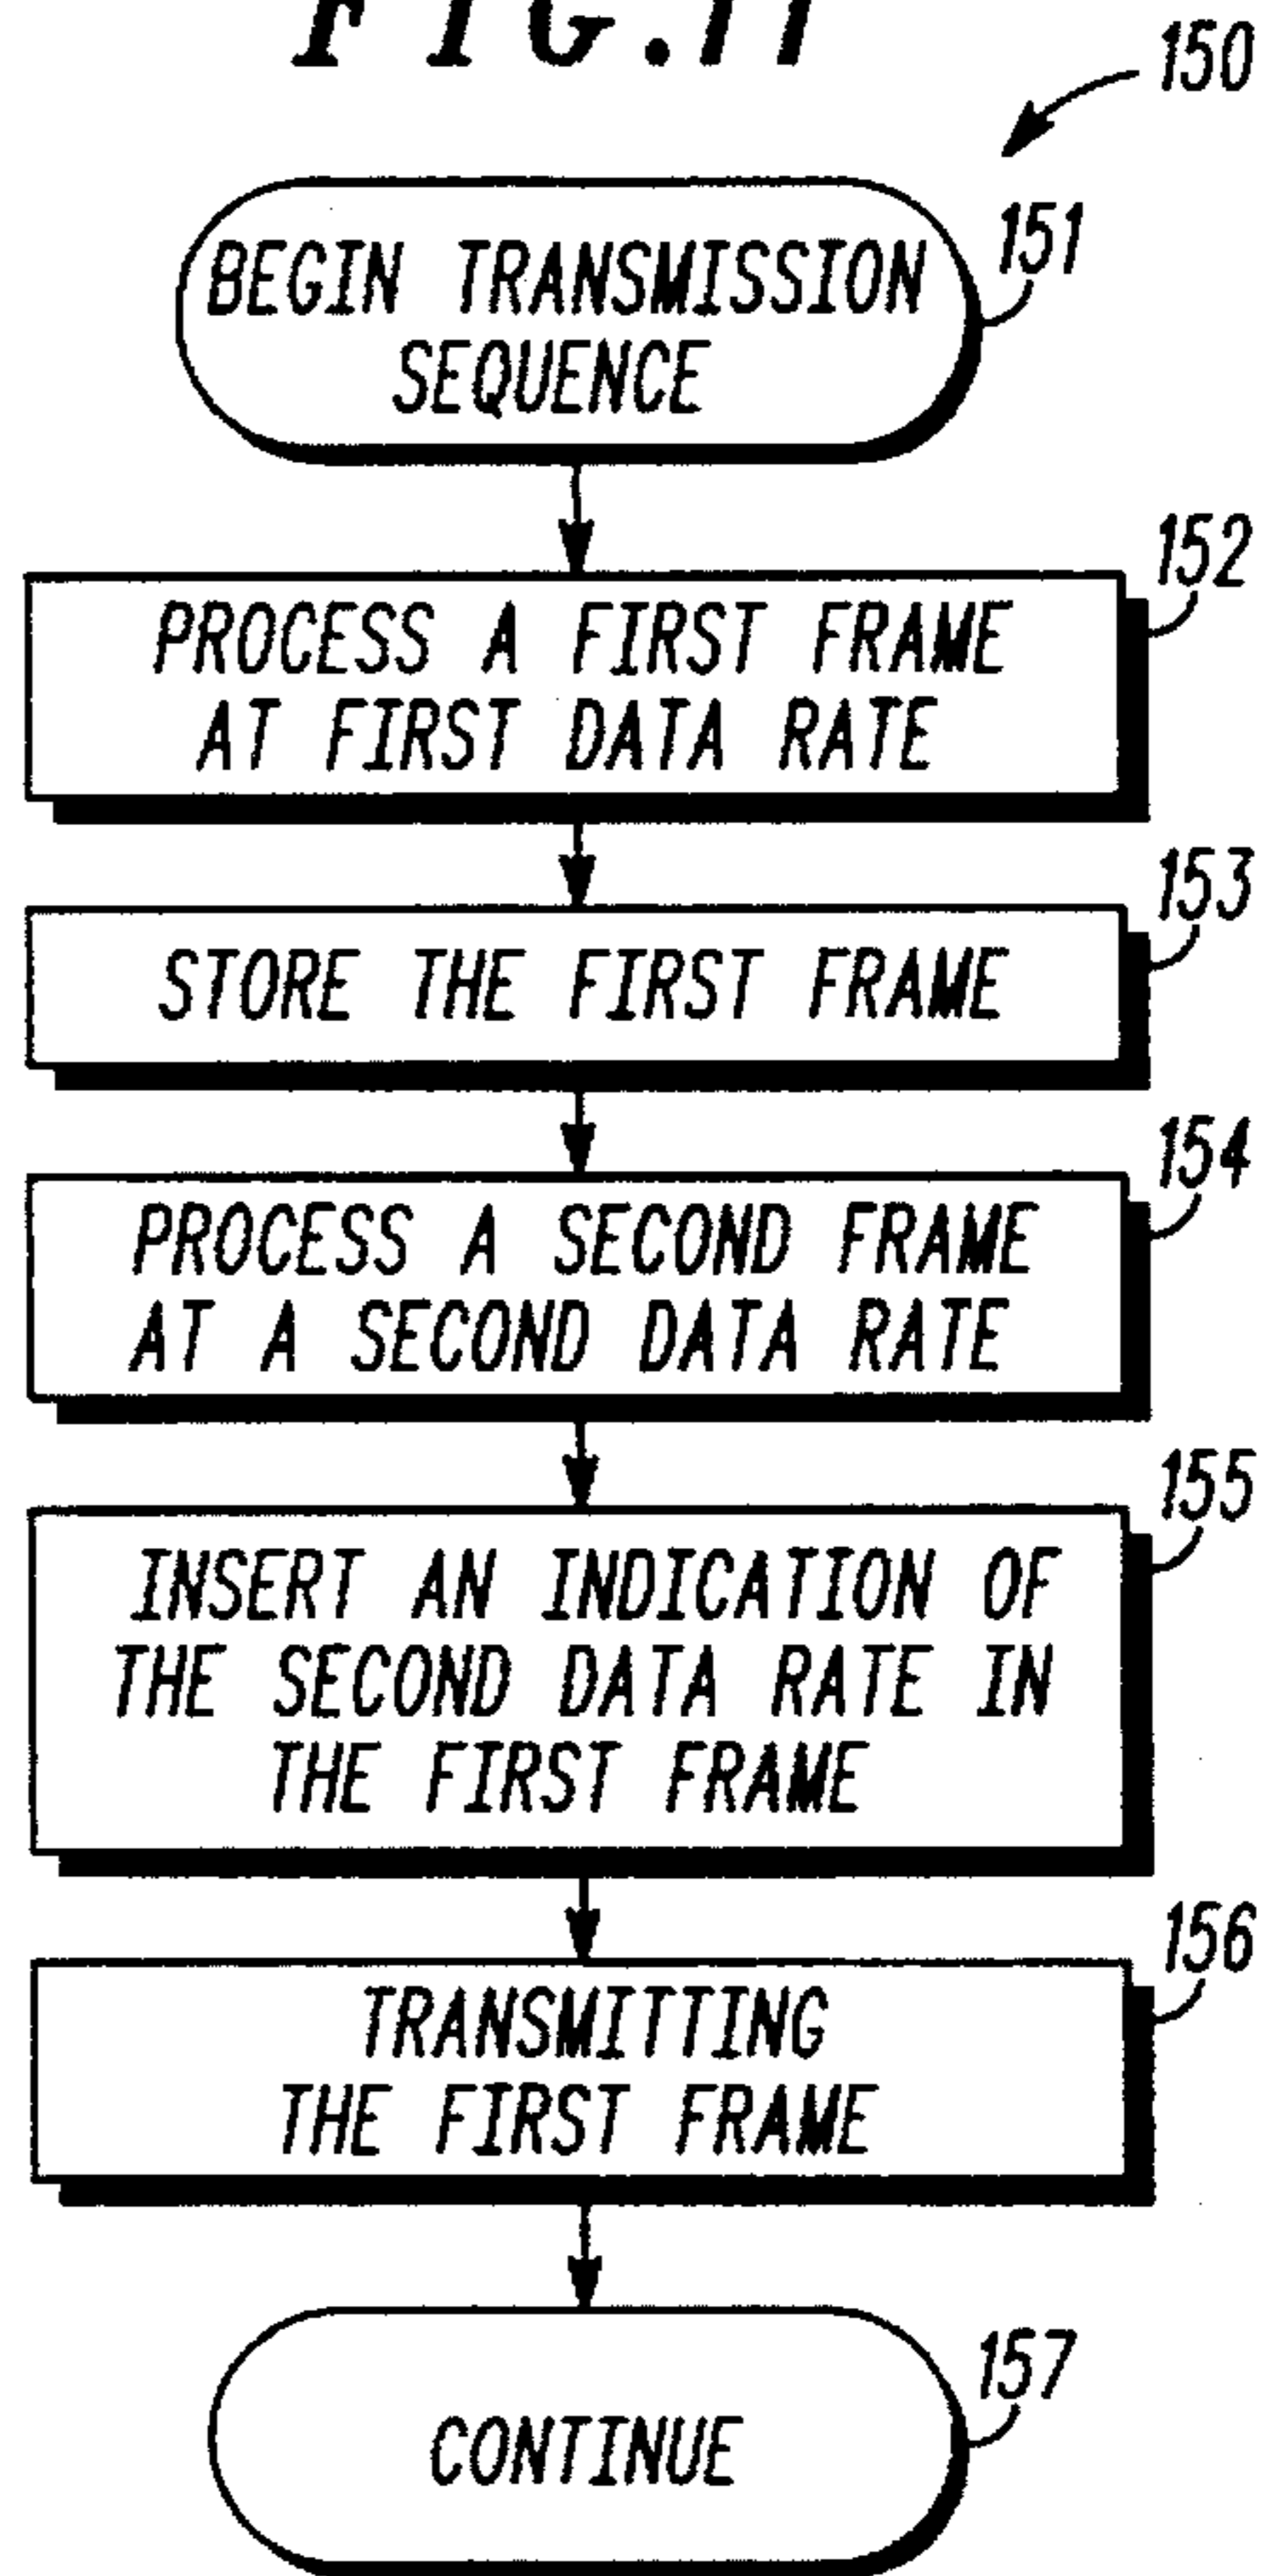 FIG.11
150
BEGIN TRANSMISSION
SEQUENCE
151
PROCESS A FIRST FRAME
AT FIRST DATA RATE
152
STORE THE FIRST FRAME
153
PROCESS A SECOND FRAME
AT A SECOND DATA RATE
154
INSERT AN INDICATION OF
THE SECOND DATA RATE IN
THE FIRST FRAME
155
TRANSMITTING
THE FIRST FRAME
156
CONTINUE
157